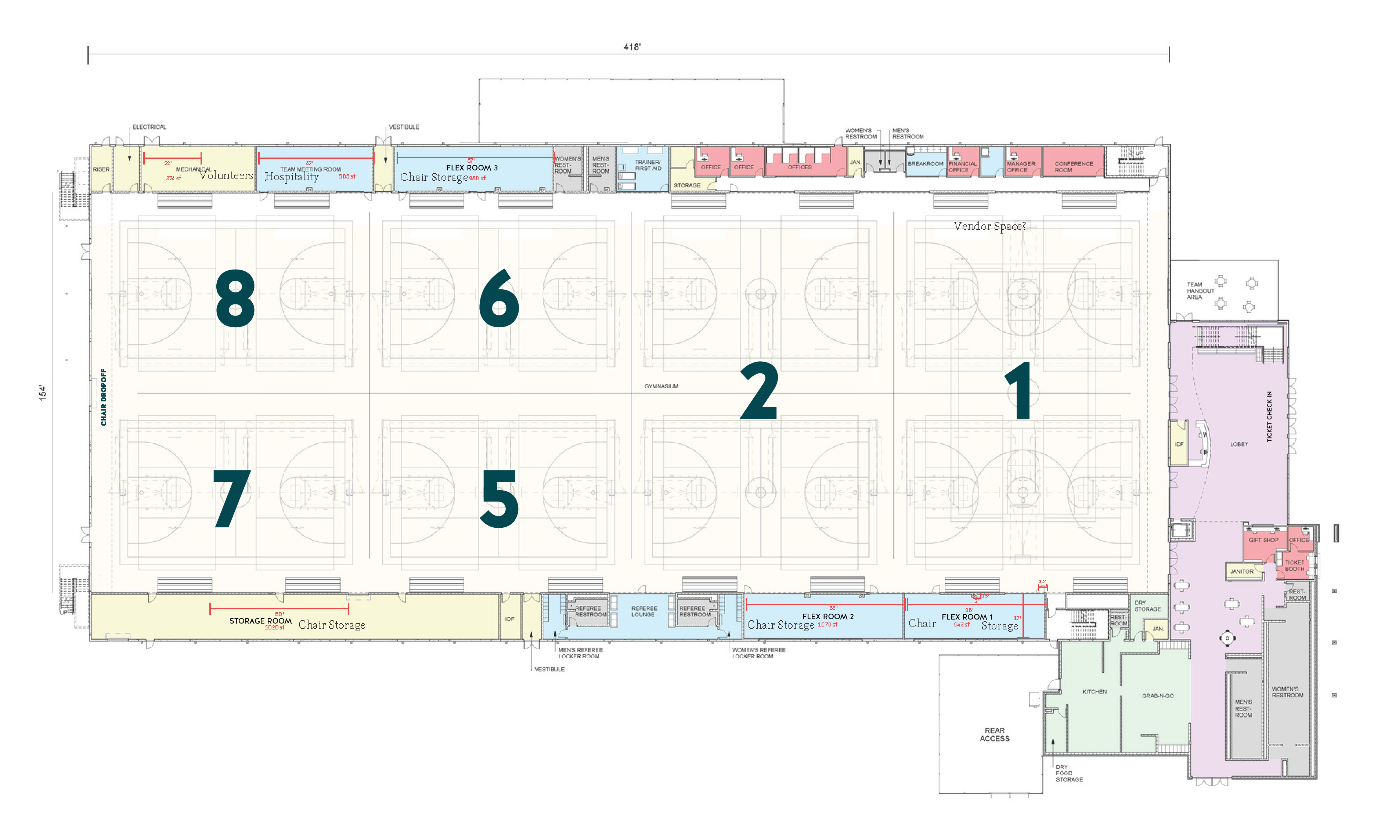 418'
ELECTRICAL
VESTIBULE
WOMEN'S
RESTROOM
MEN'S
RESTROOM
RISER
MECHANICAL
Volunteers
TEAM MEETING ROOM
Hospitality
FLEX ROOM 3
Chair Storage
WOMEN'S
REST-
ROOM
MEN'S
REST-
ROOM
TRAINER/
FIRST AID
STORAGE
OFFICE
OFFICE
OFFICES
JAN.
BREAKROOM
FINANCIAL
OFFICE
MANAGER
OFFICE
CONFERENCE
ROOM
UP
Vendor Space?
8
6
2
1
TEAM
HANGOUT
AREA
154'
CHAIR DROPOFF
GYMNASIUM
TICKET CHECK IN
IDF
LOBBY
7
5
GIFT SHOP
OFFICE
TICKET
BOOTH
JANITOR
REST-
ROOM
STORAGE ROOM
Chair Storage
50'
IDF
REFEREE
RESTROOM
REFEREE
LOUNGE
REFEREE
RESTROOM
FLEX ROOM 2
Chair Storage
FLEX ROOM 1
Chair Storage
DRY
STORAGE
JAN.
REST-
ROOM
VESTIBULE
MEN'S REFEREE
LOCKER ROOM
WOMEN'S REFEREE
LOCKER ROOM
KITCHEN
GRAB-N-GO
MEN'S
REST-
ROOM
WOMEN'S
RESTROOM
REAR
ACCESS
DRY
FOOD
STORAGE